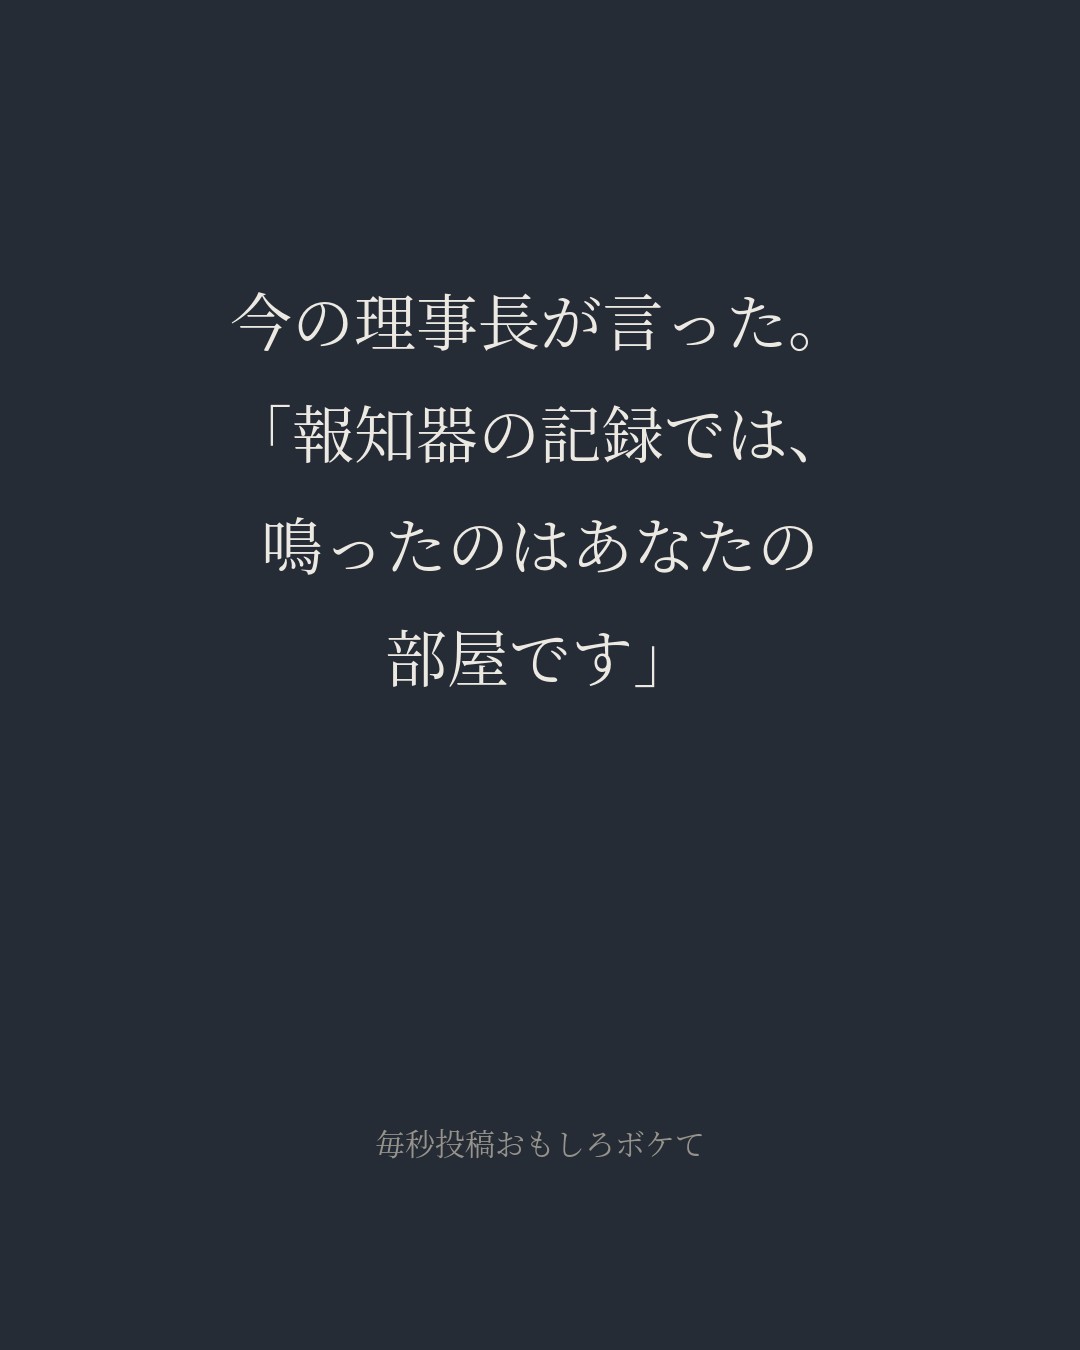 今の理事長が言った。
「報知器の記録では、
鳴ったのはあなたの
部屋です」
毎秒投稿おもしろボケて